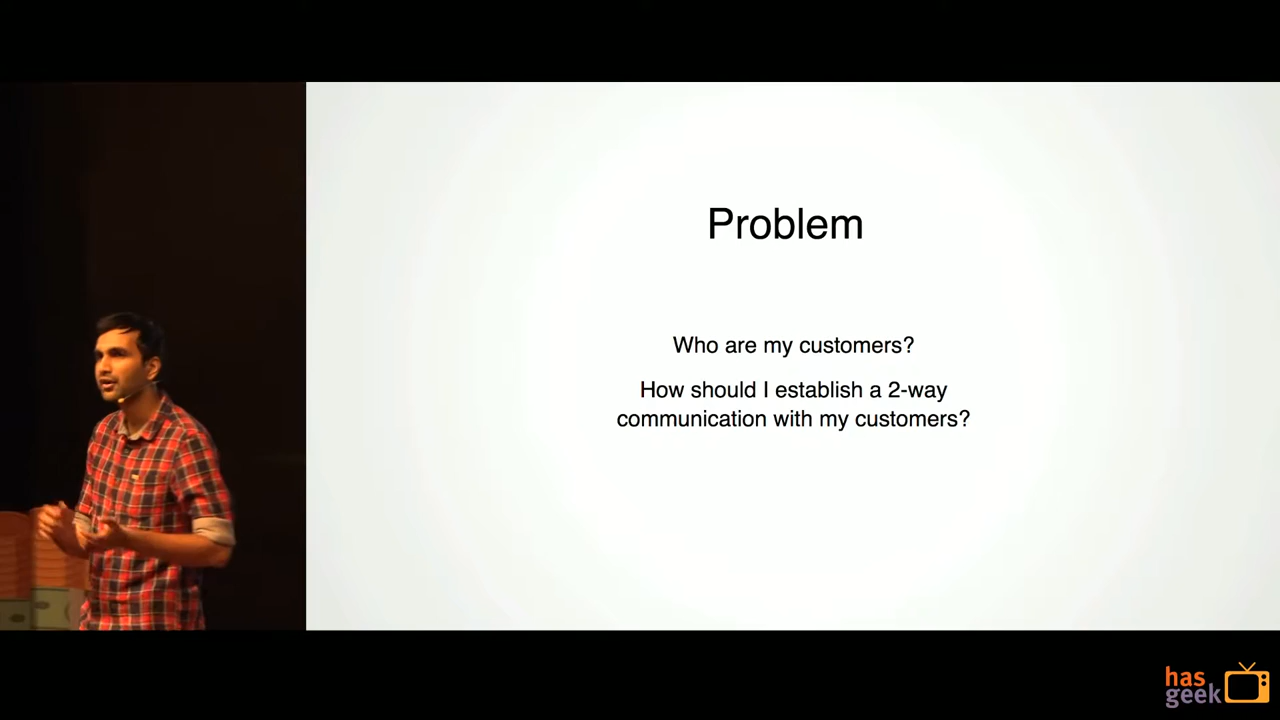 Problem
Who are my customers?
How should I establish a 2-way
communication with my customers?
has
geek